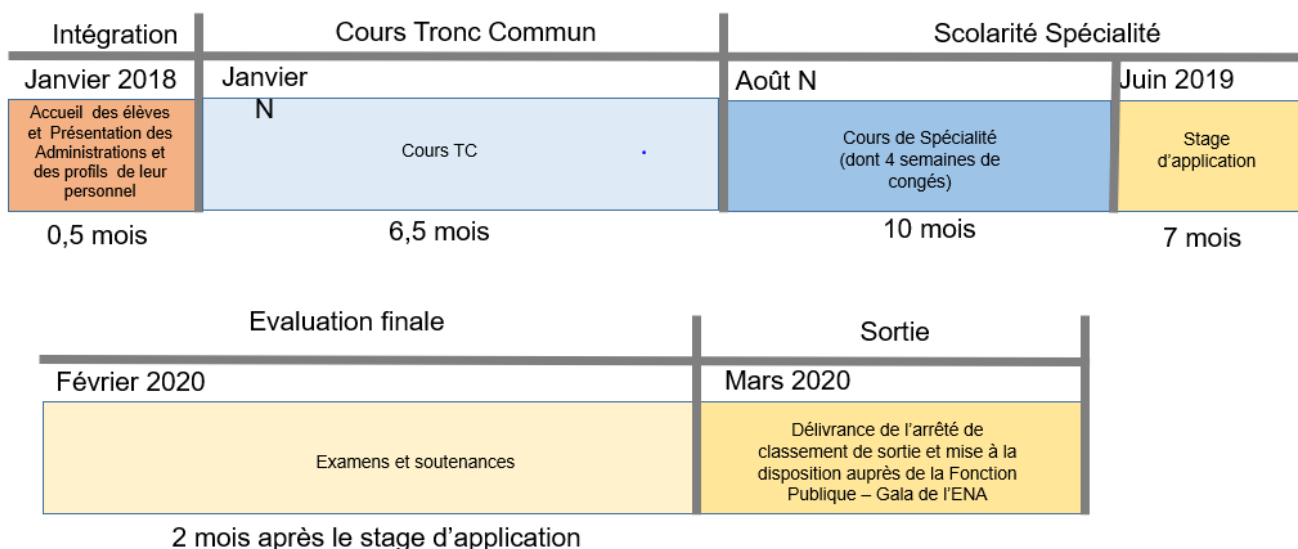 Intégration
Cours Tronc Commun
Scolarité Spécialité
Janvier 2018
Janvier
N
Août N
Juin 2019
Accueil des élèves
et Présentation des
Administrations et
des profils de leur
personnel
Cours TC
Cours de Spécialité
(dont 4 semaines de
congés)
Stage
d’application
0,5 mois
6,5 mois
10 mois
7 mois
Evaluation finale
Sortie
Février 2020
Mars 2020
Examens et soutenances
Délivrance de l’arrêté de
classement de sortie et mise à la
disposition auprès de la Fonction
Publique – Gala de l’ENA
2 mois après le stage d’application